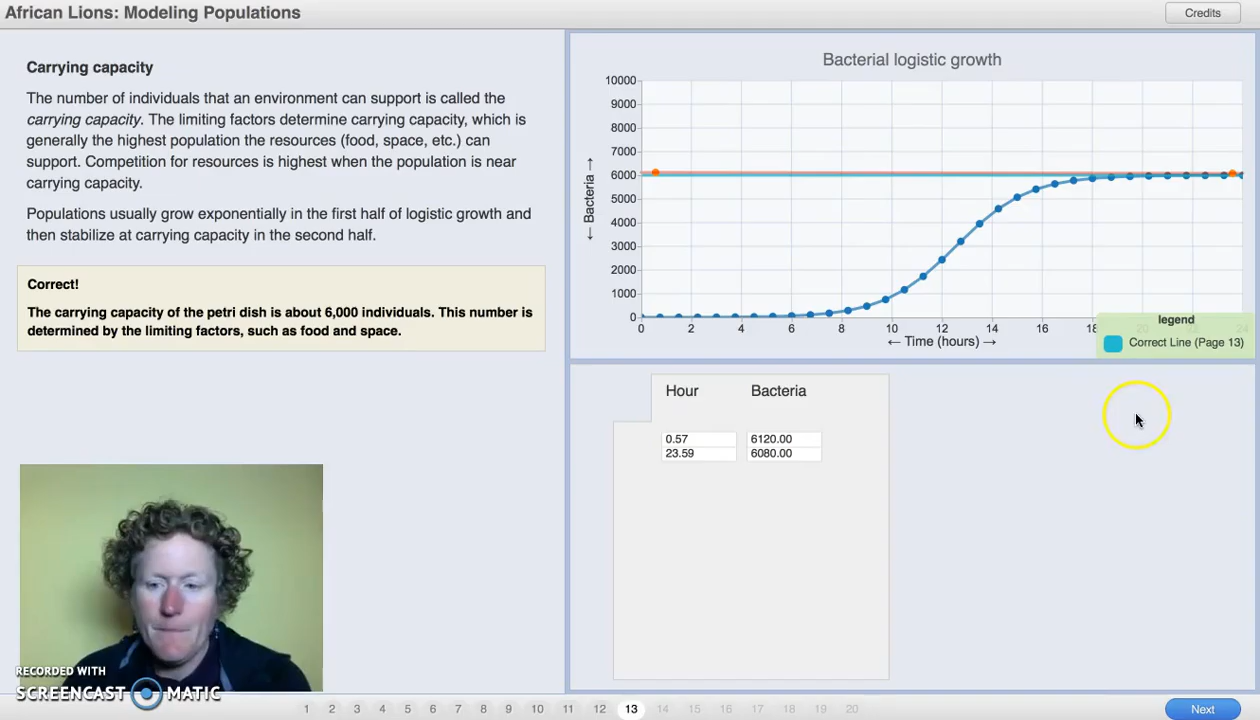 African Lions: Modeling Populations
Credits
Carrying capacity
The number of individuals that an environment can support is called the
carrying capacity. The limiting factors determine carrying capacity, which is
generally the highest population the resources (food, space, etc.) can
support. Competition for resources is highest when the population is near
carrying capacity.
Populations usually grow exponentially in the first half of logistic growth and
then stabilize at carrying capacity in the second half.
Correct!
The carrying capacity of the petri dish is about 6,000 individuals. This number is
determined by the limiting factors, such as food and space.
Bacterial logistic growth
10000
9000
8000
7000
6000
5000
4000
3000
2000
1000
0
← Bacteria →
0 2 4 6 8 10 12 14 16 18 20 22 24
← Time (hours) →
legend
Correct Line (Page 13)
Hour Bacteria
0.57 6120.00
23.59 6080.00
RECORDED WITH
SCREENCAST MATIC
1 2 3 4 5 6 7 8 9 10 11 12 13 14 15 16 17 18 19 20
Next